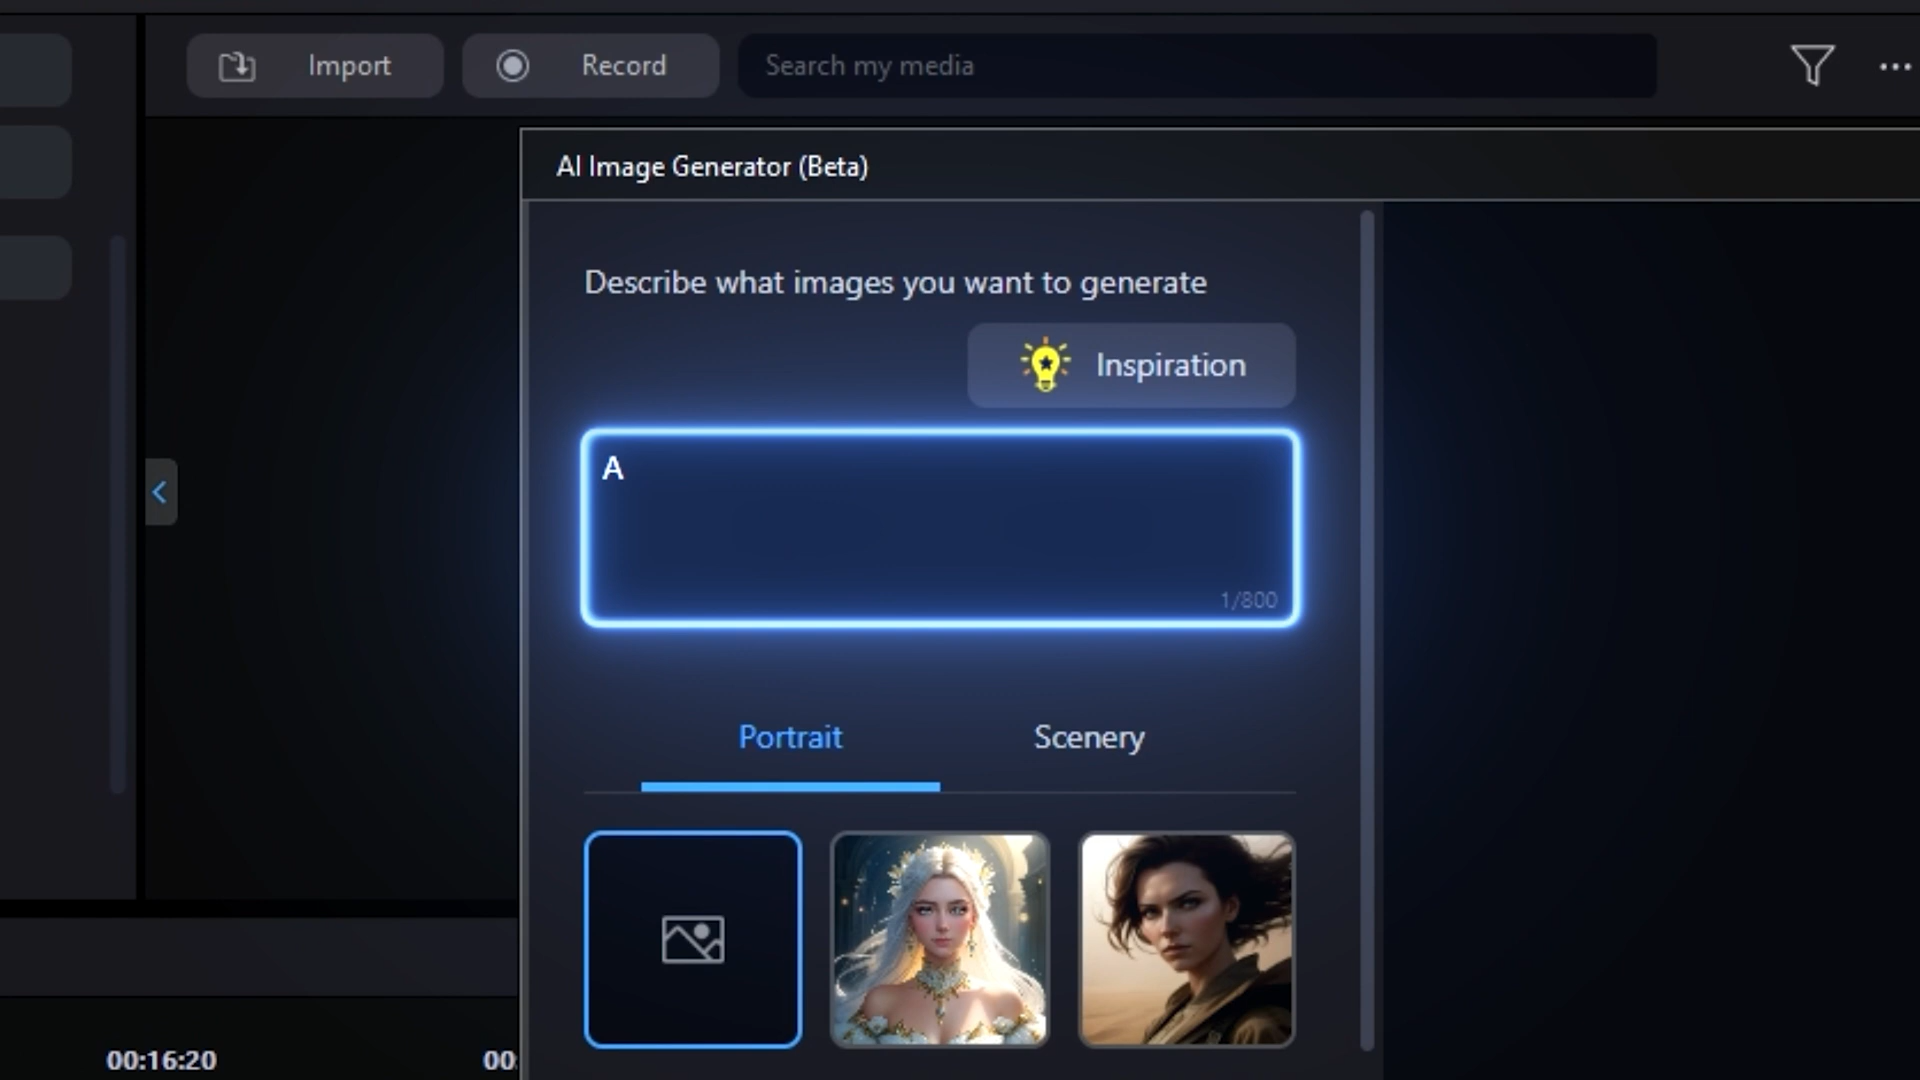 Import
Record
Search my media
AI Image Generator (Beta)
Describe what images you want to generate
Inspiration
A
1/800
Portrait
Scenery
00:16:20
00: